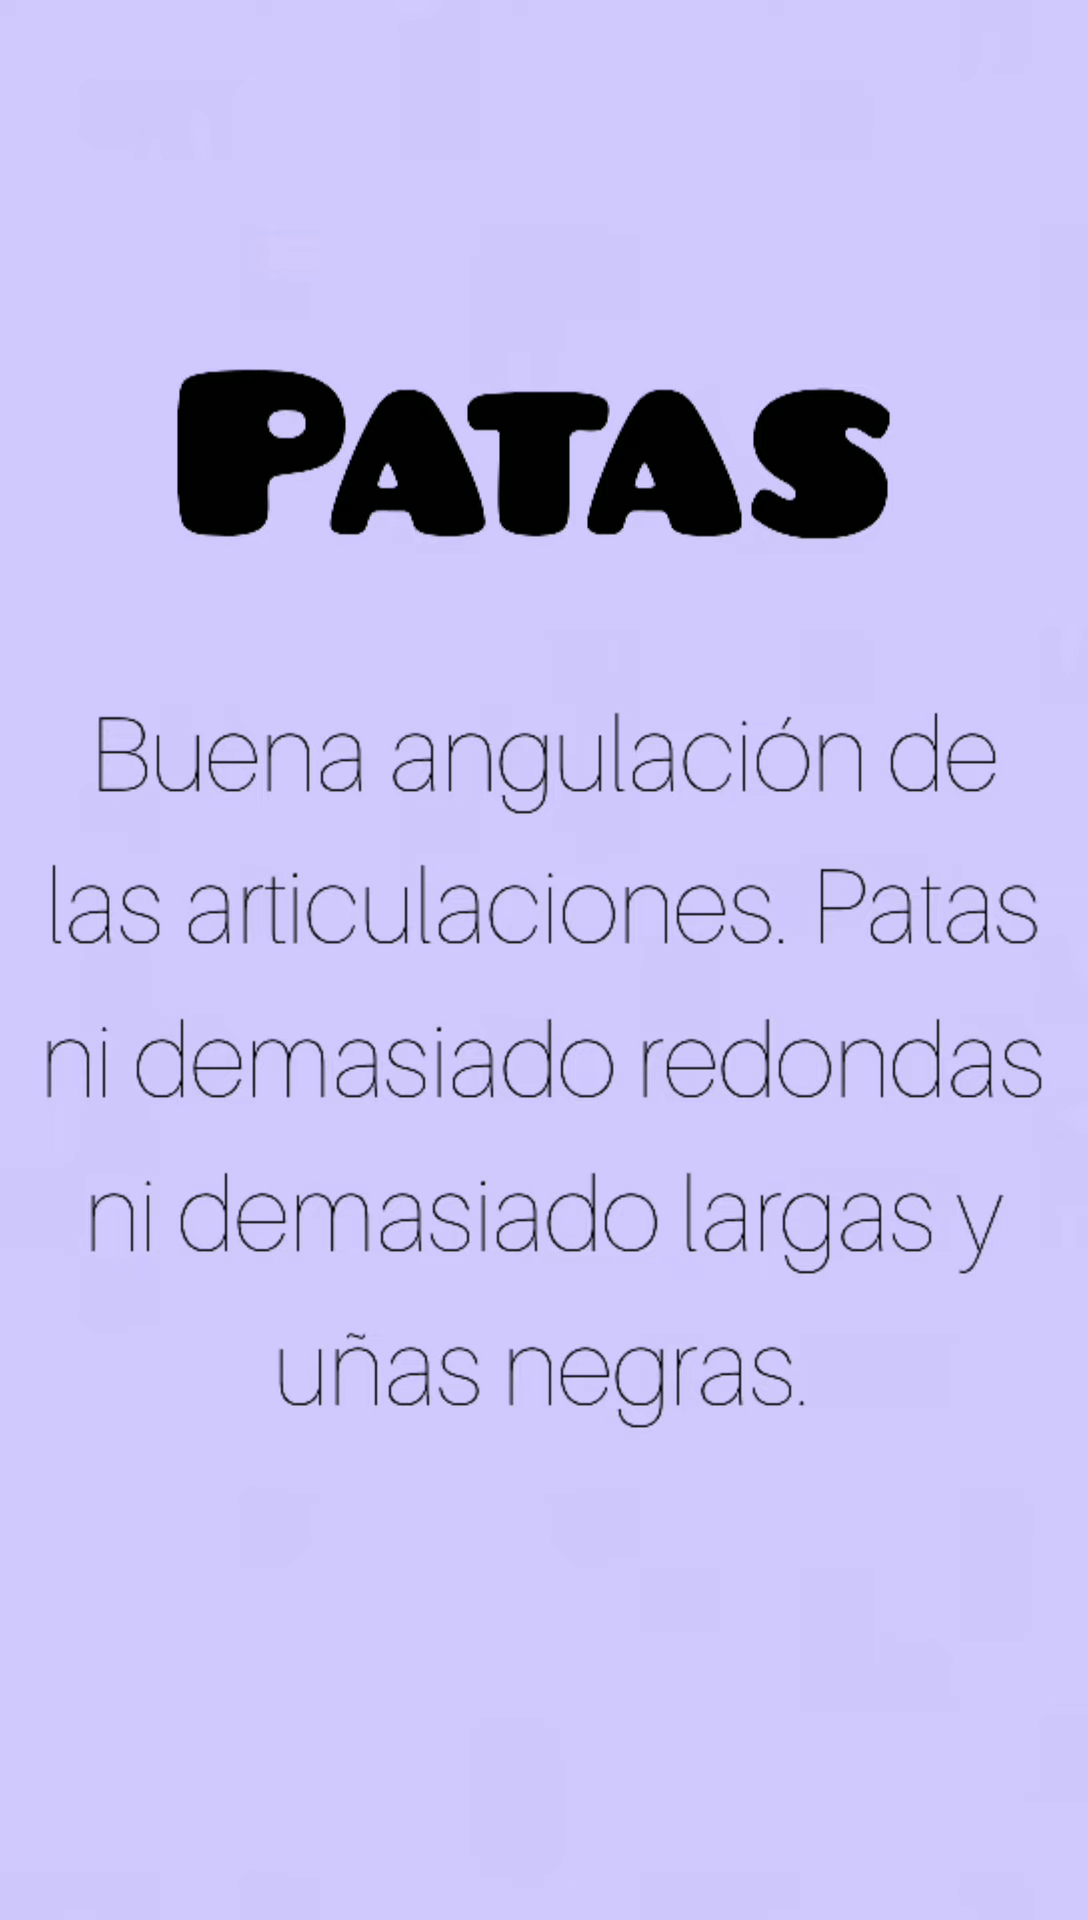 Patas
Buena angulación de
las articulaciones. Patas
ni demasiado redondas
ni demasiado largas y
uñas negras.